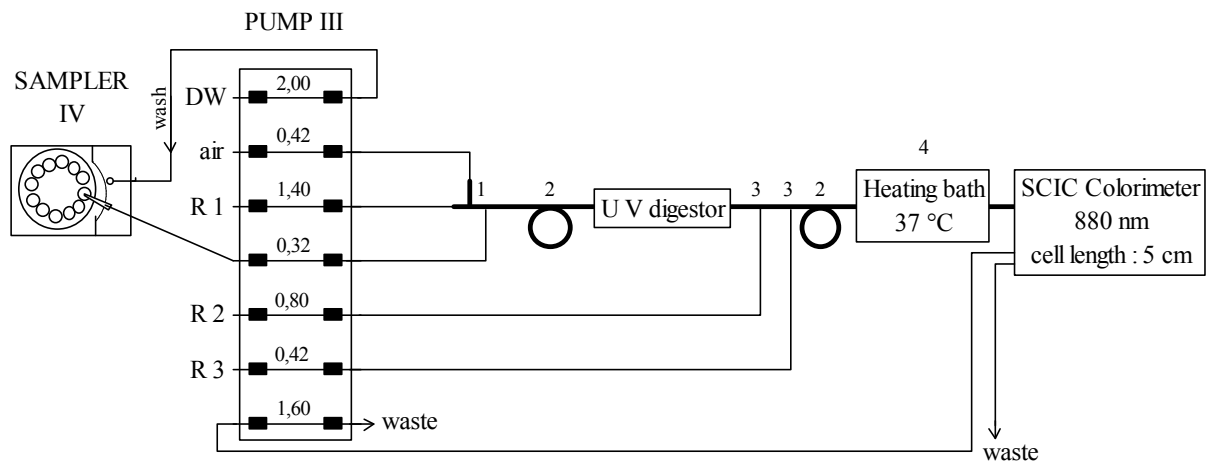 PUMP III
SAMPLER
IV
wash
DW
2,00
air
0,42
R 1
1,40
0,32
R 2
0,80
R 3
0,42
1,60
waste
1
2
U V digestor
3
3
2
4
Heating bath
37 °C
SCIC Colorimeter
880 nm
cell length : 5 cm
waste